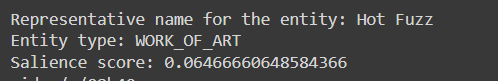 Representative name for the entity: Hot Fuzz
Entity type: WORK_OF_ART
Salience score: 0.06466660648584366